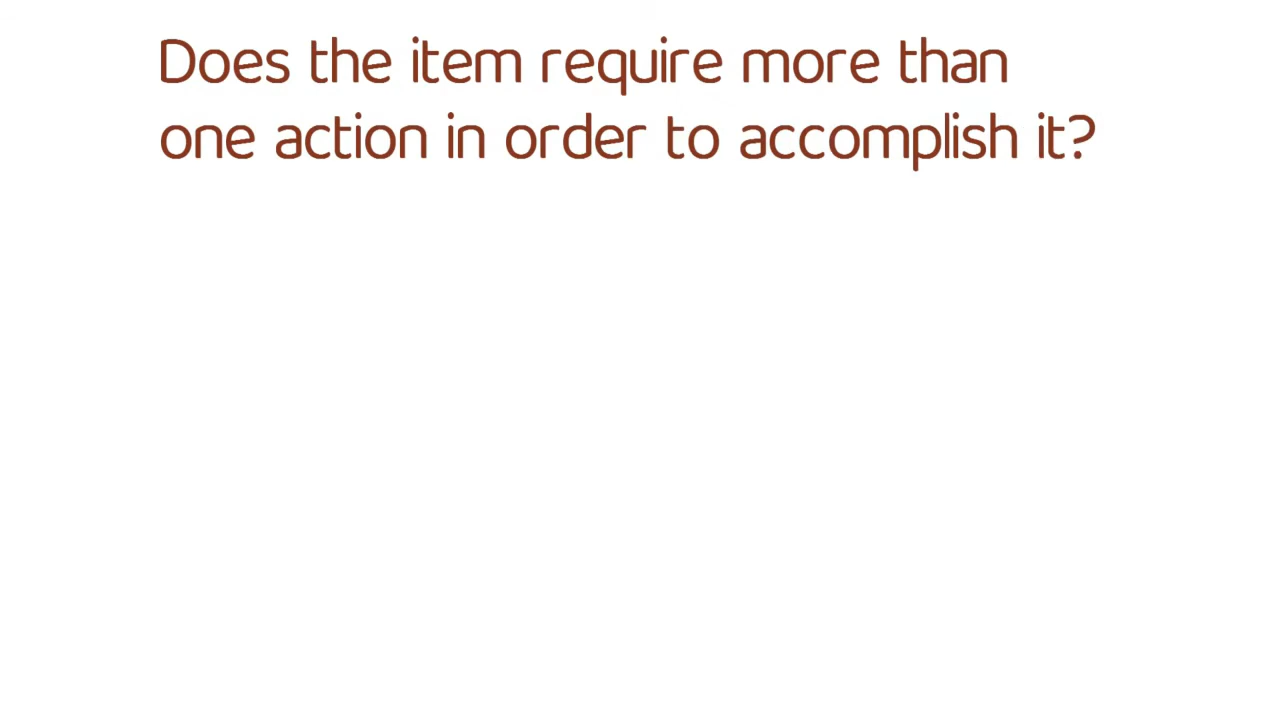 Does the item require more than
one action in order to accomplish it?